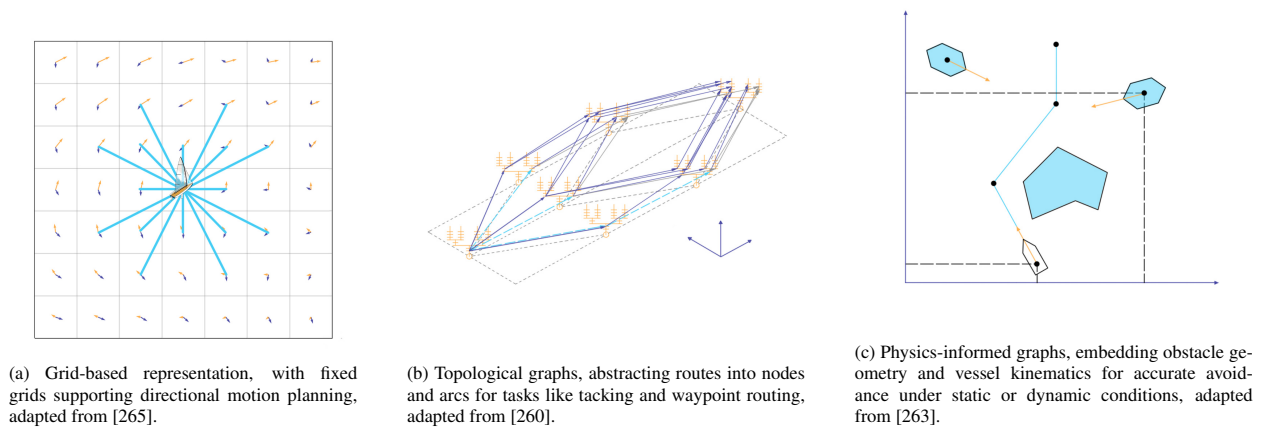 (a) Grid-based representation, with fixed
grids supporting directional motion planning,
adapted from [265].
(b) Topological graphs, abstracting routes into nodes
and arcs for tasks like tacking and waypoint routing,
adapted from [260].
(c) Physics-informed graphs, embedding obstacle ge-
ometry and vessel kinematics for accurate avoid-
ance under static or dynamic conditions, adapted
from [263].